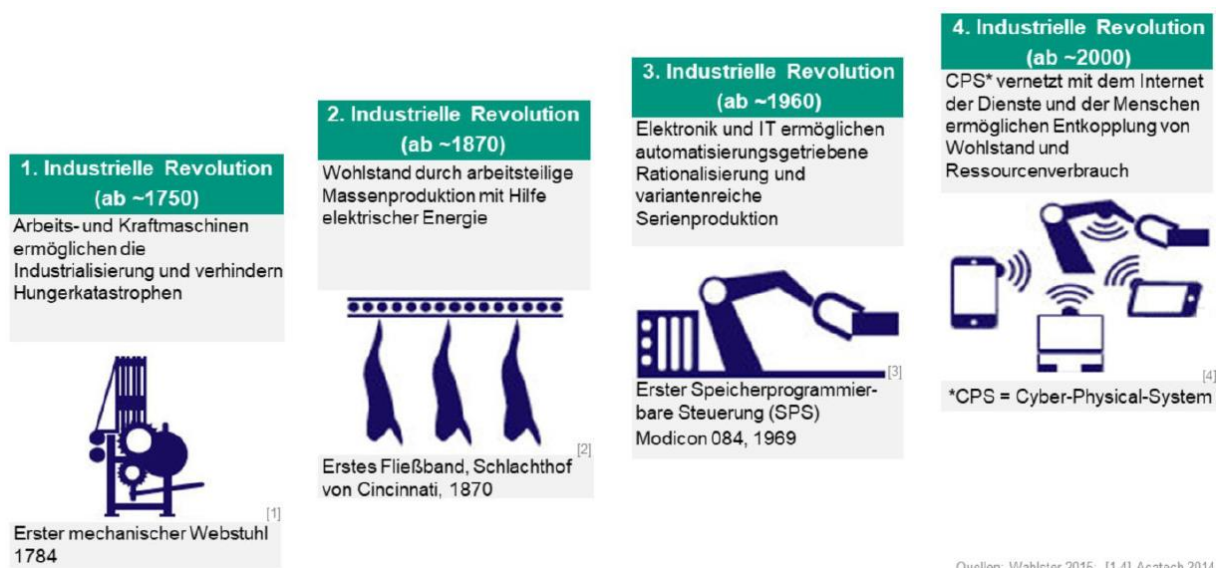 1. Industrielle Revolution
(ab ~1750)
Arbeits- und Kraftmaschinen
ermöglichen die
Industrialisierung und verhindern
Hungerkatastrophen
[1]
Erster mechanischer Webstuhl
1784
2. Industrielle Revolution
(ab ~1870)
Wohlstand durch arbeitsteilige
Massenproduktion mit Hilfe
elektrischer Energie
[2]
Erstes Fließband, Schlachthof
von Cincinnati, 1870
3. Industrielle Revolution
(ab ~1960)
Elektronik und IT ermöglichen
automatisierungsgetriebene
Rationalisierung und
variantenreiche
Serienproduktion
[3]
Erster Speicherprogrammier-
bare Steuerung (SPS)
Modicon 084, 1969
4. Industrielle Revolution
(ab ~2000)
CPS* vernetzt mit dem Internet
der Dienste und der Menschen
ermöglichen Entkopplung von
Wohlstand und
Ressourcenverbrauch
[4]
*CPS = Cyber-Physical-System
Quellen: Wahlster 2015; [1-4] Acatech 2014